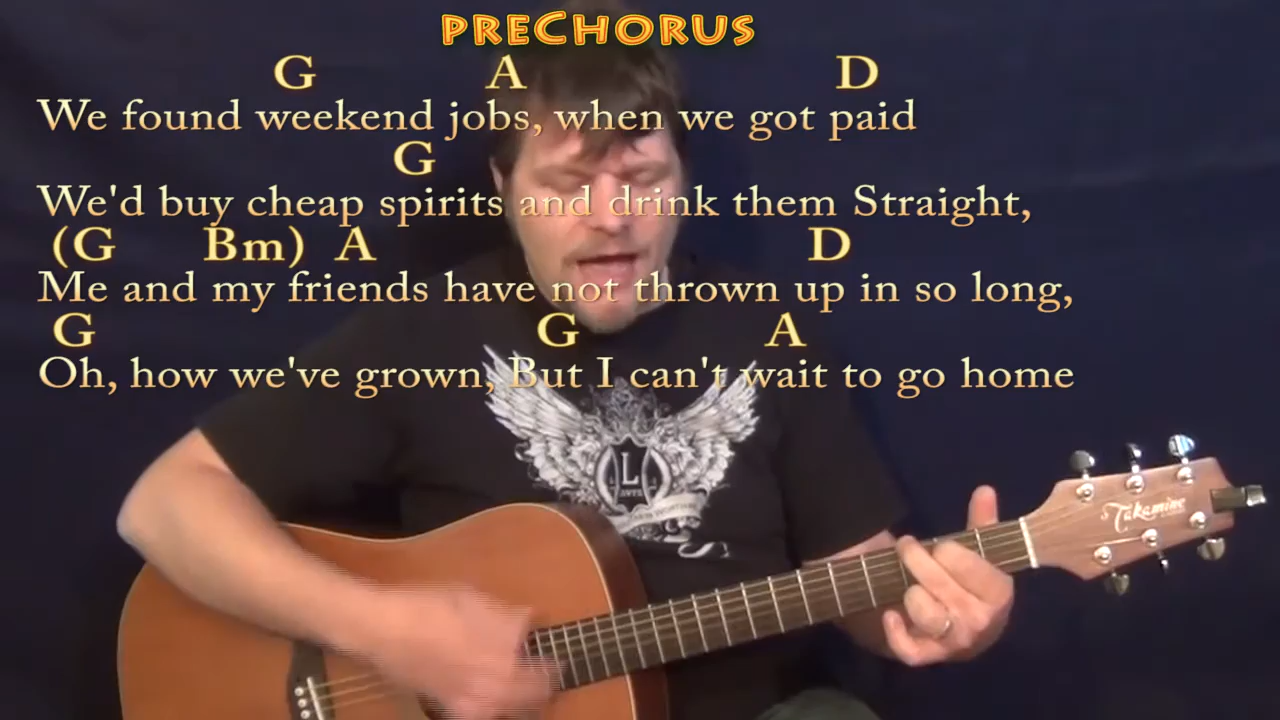 PRECHORUS
G A D
We found weekend jobs, when we got paid
G
We'd buy cheap spirits and drink them Straight,
(G Bm) A D
Me and my friends have not thrown up in so long,
G G A
Oh, how we've grown, But I can't wait to go home
L
Takamine